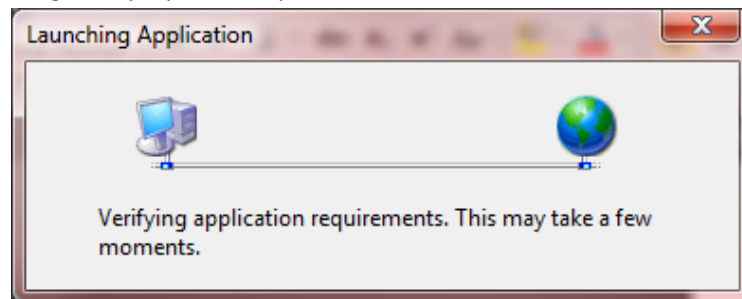 Launching Application
Verifying application requirements. This may take a few
moments.